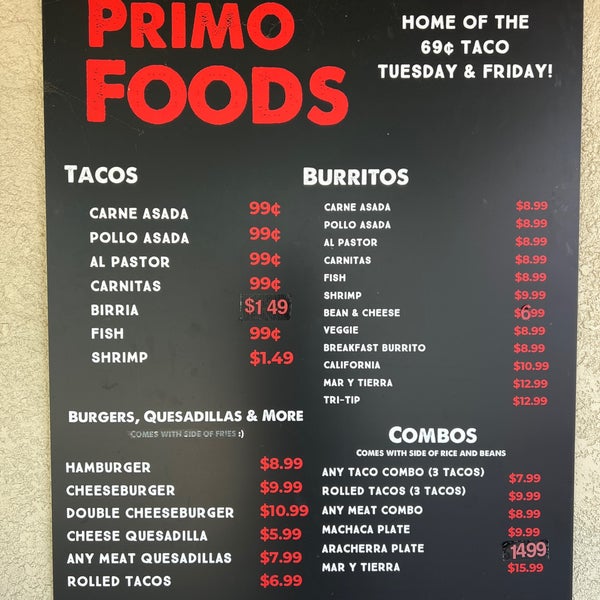 PRIMO
FOODS
HOME OF THE
69¢ TACO
TUESDAY & FRIDAY!
TACOS
CARNE ASADA 99¢
POLLO ASADA 99¢
AL PASTOR 99¢
CARNITAS 99¢
BIRRIA $1.49
FISH 99¢
SHRIMP $1.49
BURRITOS
CARNE ASADA $8.99
POLLO ASADA $8.99
AL PASTOR $8.99
CARNITAS $8.99
FISH $8.99
SHRIMP $9.99
BEAN & CHEESE $6.99
VEGGIE $8.99
BREAKFAST BURRITO $8.99
CALIFORNIA $10.99
MAR Y TIERRA $12.99
TRI-TIP $12.99
BURGERS, QUESADILLAS & MORE
COMES WITH SIDE OF FRIES :)
HAMBURGER $8.99
CHEESEBURGER $9.99
DOUBLE CHEESEBURGER $10.99
CHEESE QUESADILLA $5.99
ANY MEAT QUESADILLAS $7.99
ROLLED TACOS $6.99
COMBOS
COMES WITH SIDE OF RICE AND BEANS
ANY TACO COMBO (3 TACOS) $7.99
ROLLED TACOS (3 TACOS) $9.99
ANY MEAT COMBO $8.99
MACHACA PLATE $9.99
ARACHERRA PLATE 1499
MAR Y TIERRA $15.99